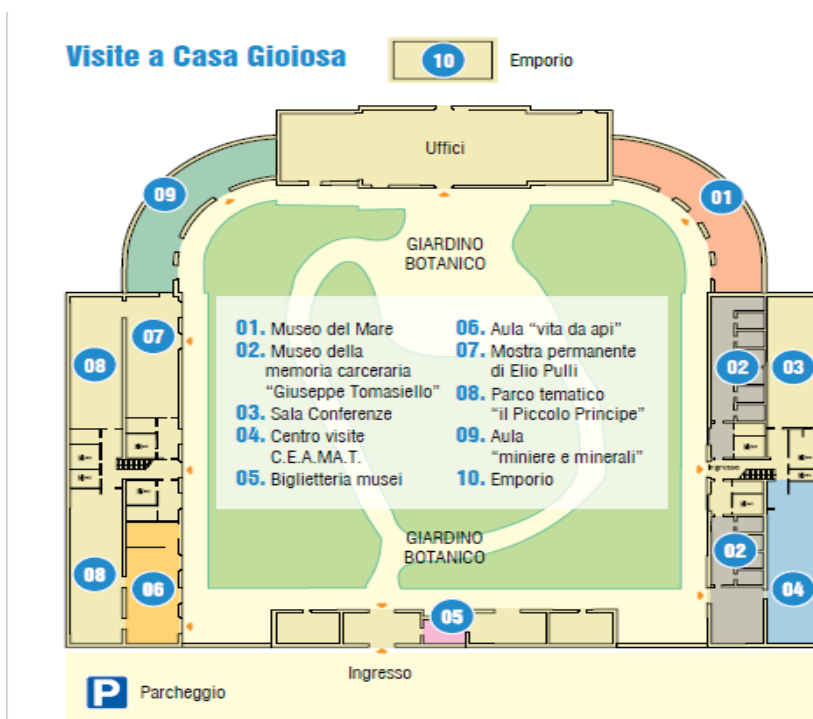 Visite a Casa Gioiosa
10
Emporio
Uffici
09
01
GIARDINO
BOTANICO
01. Museo del Mare
02. Museo della
memoria carceraria
“Giuseppe Tomasiello”
03. Sala Conferenze
04. Centro visite
C.E.A.MA.T.
05. Biglietteria musei
06. Aula “vita da api”
07. Mostra permanente
di Elio Pulli
08. Parco tematico
“il Piccolo Principe”
09. Aula
“miniere e minerali”
10. Emporio
07
08
02
03
Ingresso
GIARDINO
BOTANICO
08
06
02
04
05
Ingresso
P
Parcheggio